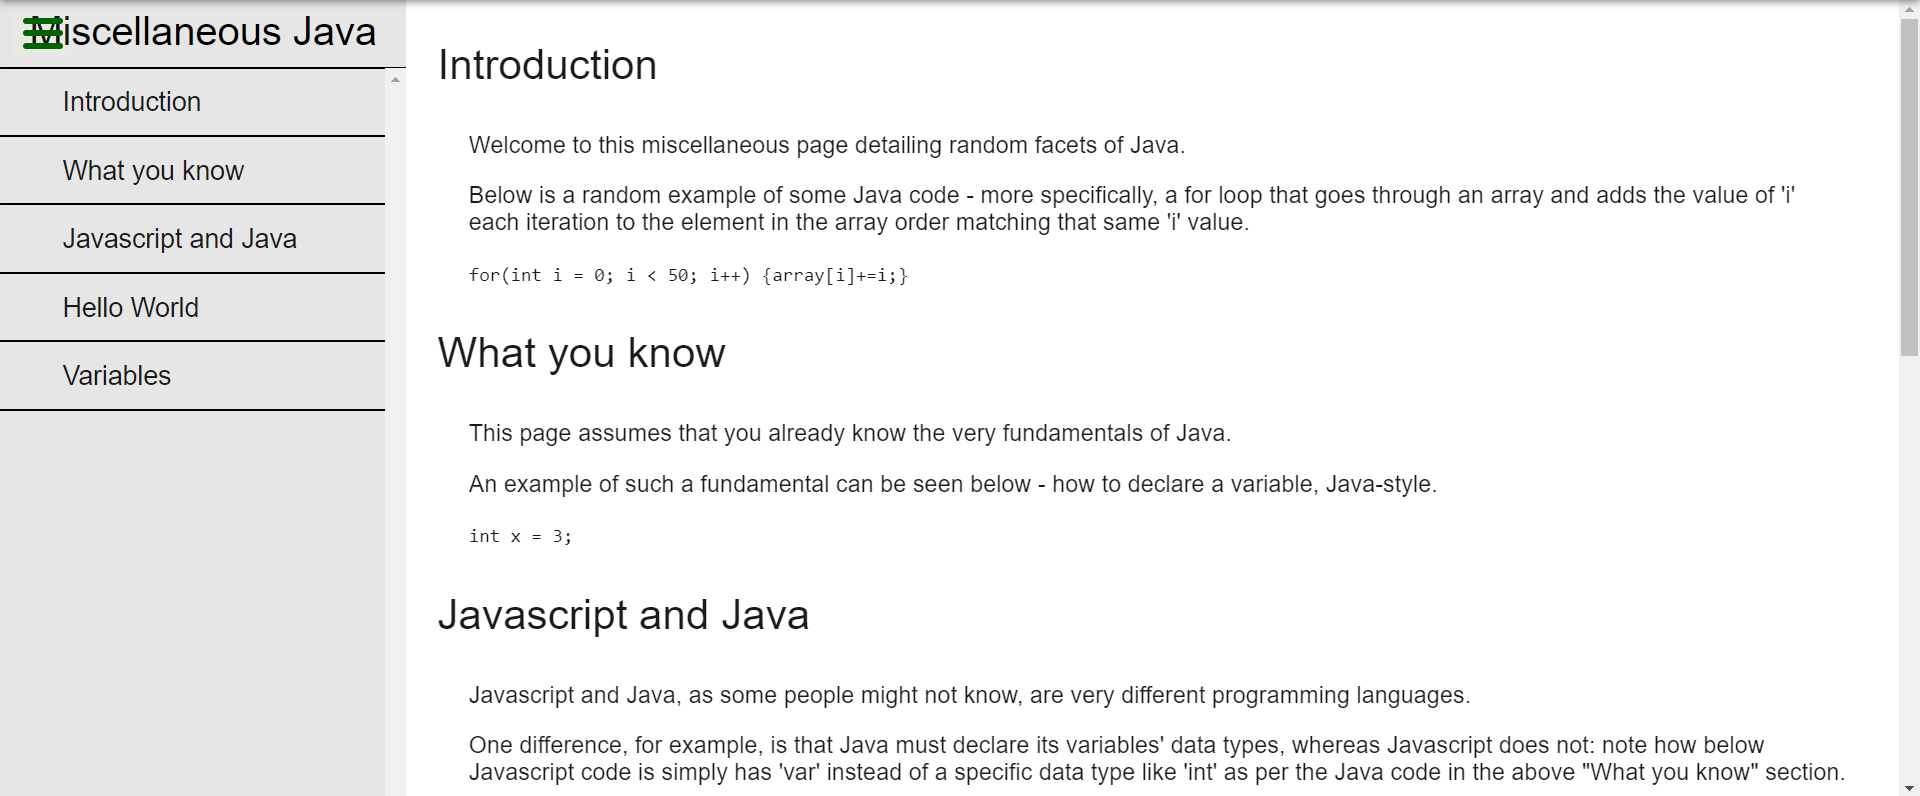 Miscellaneous Java
Introduction
What you know
Javascript and Java
Hello World
Variables
Introduction
Welcome to this miscellaneous page detailing random facets of Java.
Below is a random example of some Java code - more specifically, a for loop that goes through an array and adds the value of 'i'
each iteration to the element in the array order matching that same 'i' value.
for(int i = 0; i < 50; i++) {array[i]+=i;}
What you know
This page assumes that you already know the very fundamentals of Java.
An example of such a fundamental can be seen below - how to declare a variable, Java-style.
int x = 3;
Javascript and Java
Javascript and Java, as some people might not know, are very different programming languages.
One difference, for example, is that Java must declare its variables' data types, whereas Javascript does not: note how below
Javascript code is simply has 'var' instead of a specific data type like 'int' as per the Java code in the above "What you know" section.